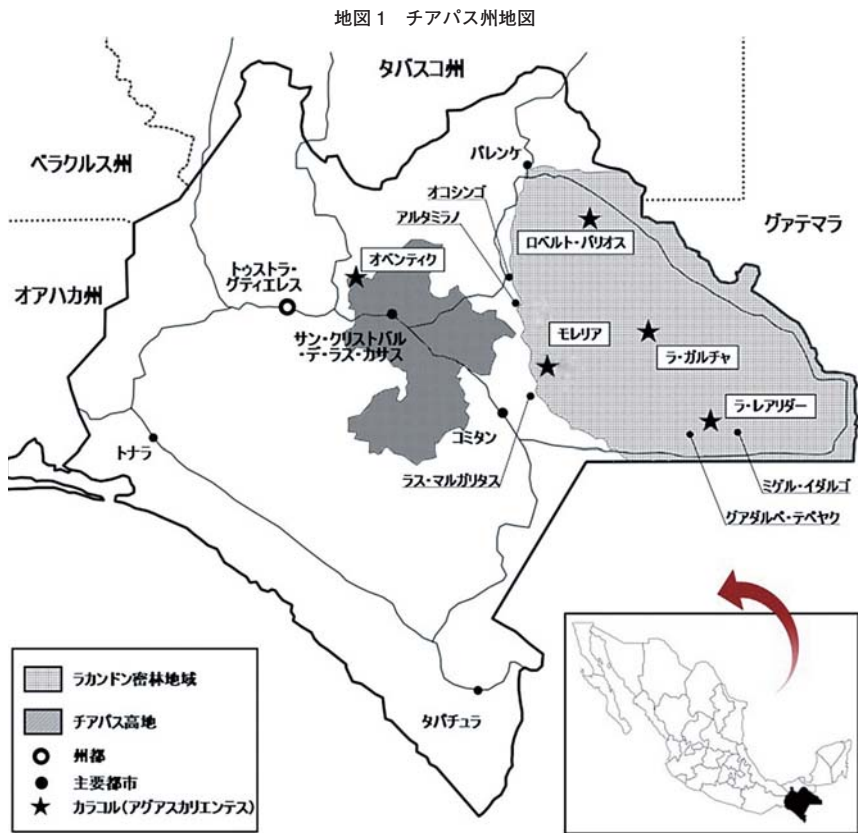 地図1 チアパス州地図
タバスコ州
ベラクルス州
パレンケ
オコシンゴ
アルタミラノ
ロベルト・バリオス
グァテマラ
オベンティク
トゥストラ・
グティエレス
オアハカ州
サン・クリストバル
・デ・ラス・カサス
モレリア
ラ・ガルチャ
ラ・レアリダー
コミタン
トナラ
ラス・マルガリタス
ミゲル・イダルゴ
グアダルペ・テペヤク
タパチュラ
ラカンドン密林地域
チアパス高地
州都
主要都市
カラコル(アグアスカリエンテス)